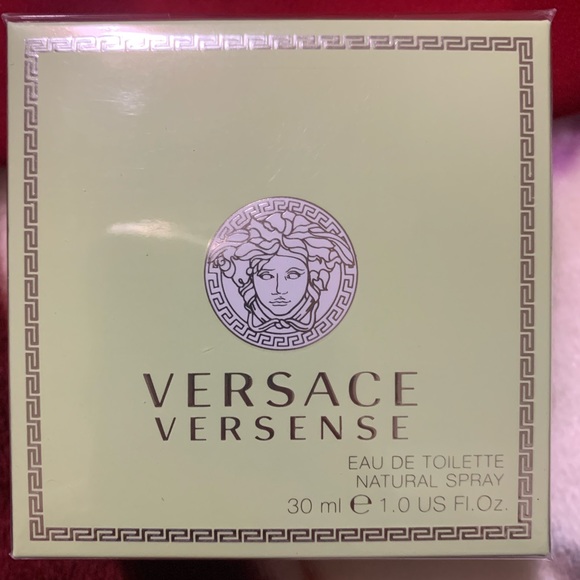 VERSACE
VERSENSE
EAU DE TOILETTE
NATURAL SPRAY
30 ml ℮ 1.0 US Fl.Oz.